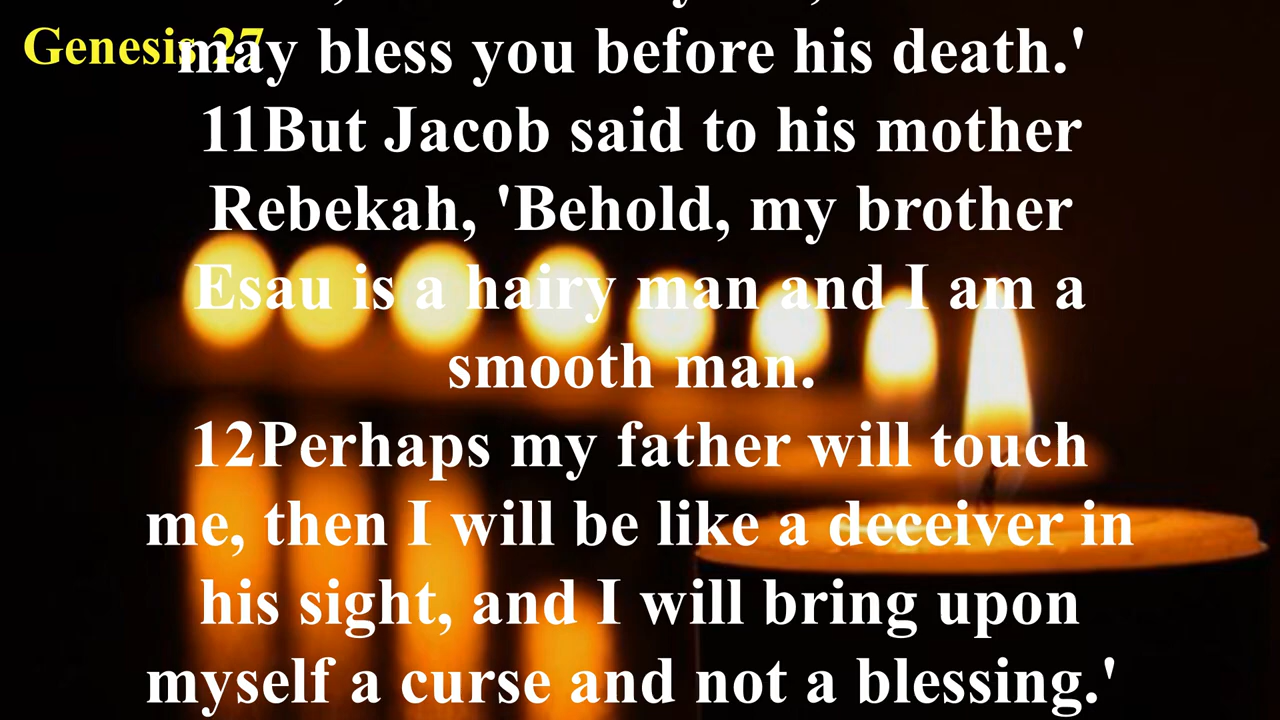 Genesis 27
may bless you before his death.'
11But Jacob said to his mother
Rebekah, 'Behold, my brother
Esau is a hairy man and I am a
smooth man.
12Perhaps my father will touch
me, then I will be like a deceiver in
his sight, and I will bring upon
myself a curse and not a blessing.'